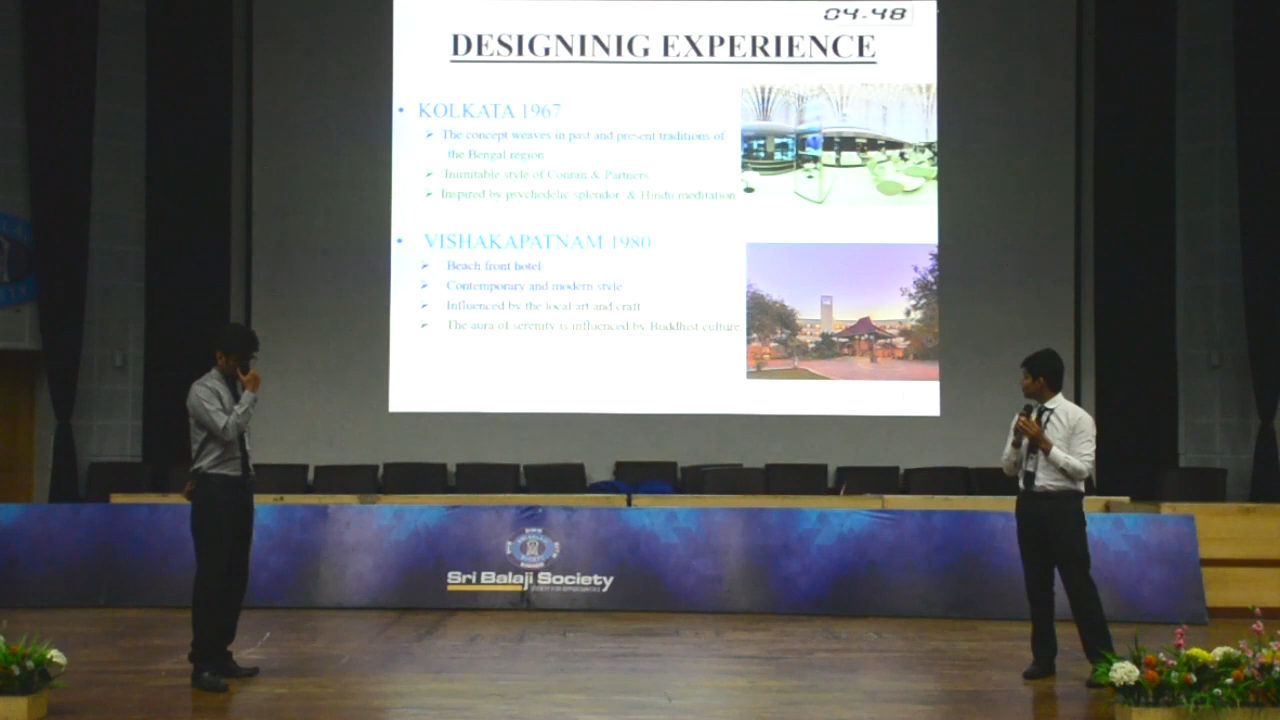 04-48
DESIGNINIG EXPERIENCE
• KOLKATA 1967
➢ The concept weaves in past and present traditions of
the Bengal region
➢ Inimitable style of Conran & Partners
➢ Inspired by psychedelic splendor & Hindu meditation
• VISHAKAPATNAM 1980
➢ Beach front hotel
➢ Contemporary and modern style
➢ Influenced by the local art and craft
➢ The aura of serenity is influenced by Buddhist culture
Sri Balaji Society